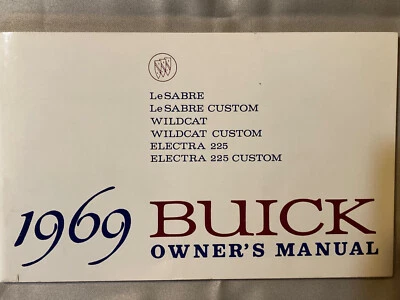 LeSABRE
LeSABRE CUSTOM
WILDCAT
WILDCAT CUSTOM
ELECTRA 225
ELECTRA 225 CUSTOM
1969 BUICK
OWNER'S MANUAL